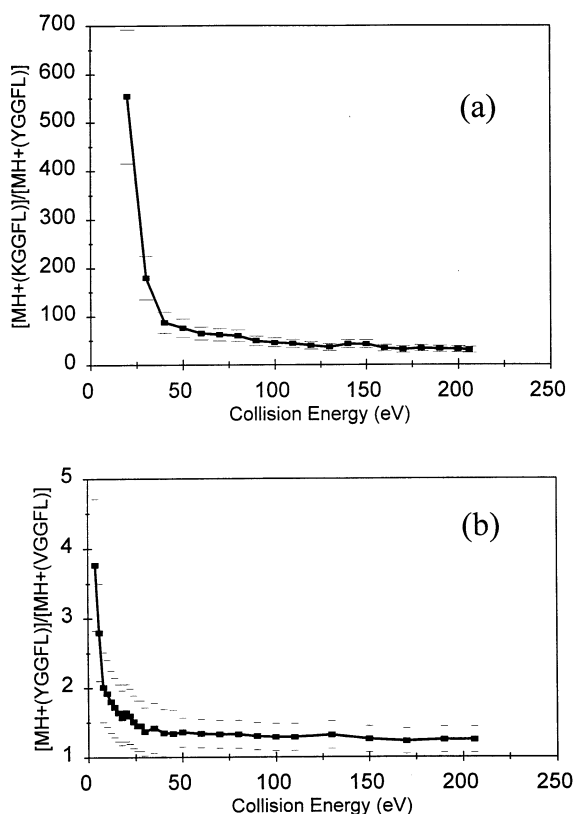 700
600
500
400
300
200
100
0
[MH+(KGGFL)]/[MH+(YGGFL)]
(a)
0 50 100 150 200 250
Collision Energy (eV)
5
4
3
2
1
[MH+(YGGFL)]/[MH+(VGGFL)]
(b)
0 50 100 150 200 250
Collision Energy (eV)